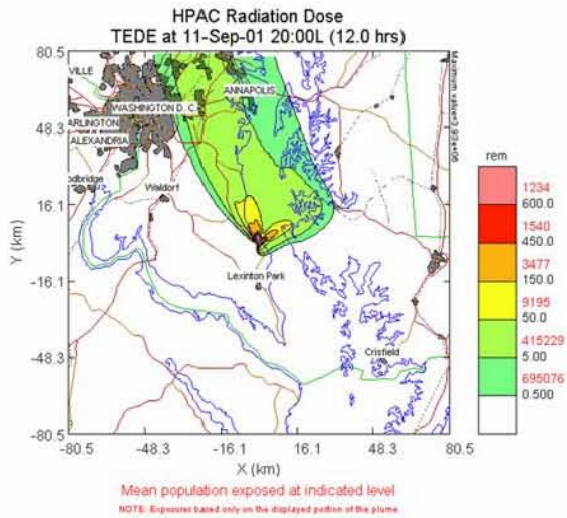 HPAC Radiation Dose
TEDE at 11-Sep-01 20:00L (12.0 hrs)
80.5
48.3
16.1
-16.1
-48.3
-80.5
Y (km)
VILLE
ANNAPOLIS
WASHINGTON D. C.
ARLINGTON
ALEXANDRIA
odbridge
Waldorf
Lexinton Park
Crisfield
-80.5 -48.3 -16.1 16.1 48.3 80.5
X (km)
rem
1234
600.0
1540
450.0
3477
150.0
9195
50.0
415229
5.00
695076
0.500
Mean population exposed at indicated level
NOTE: Exposures based only on the displayed portion of the plume